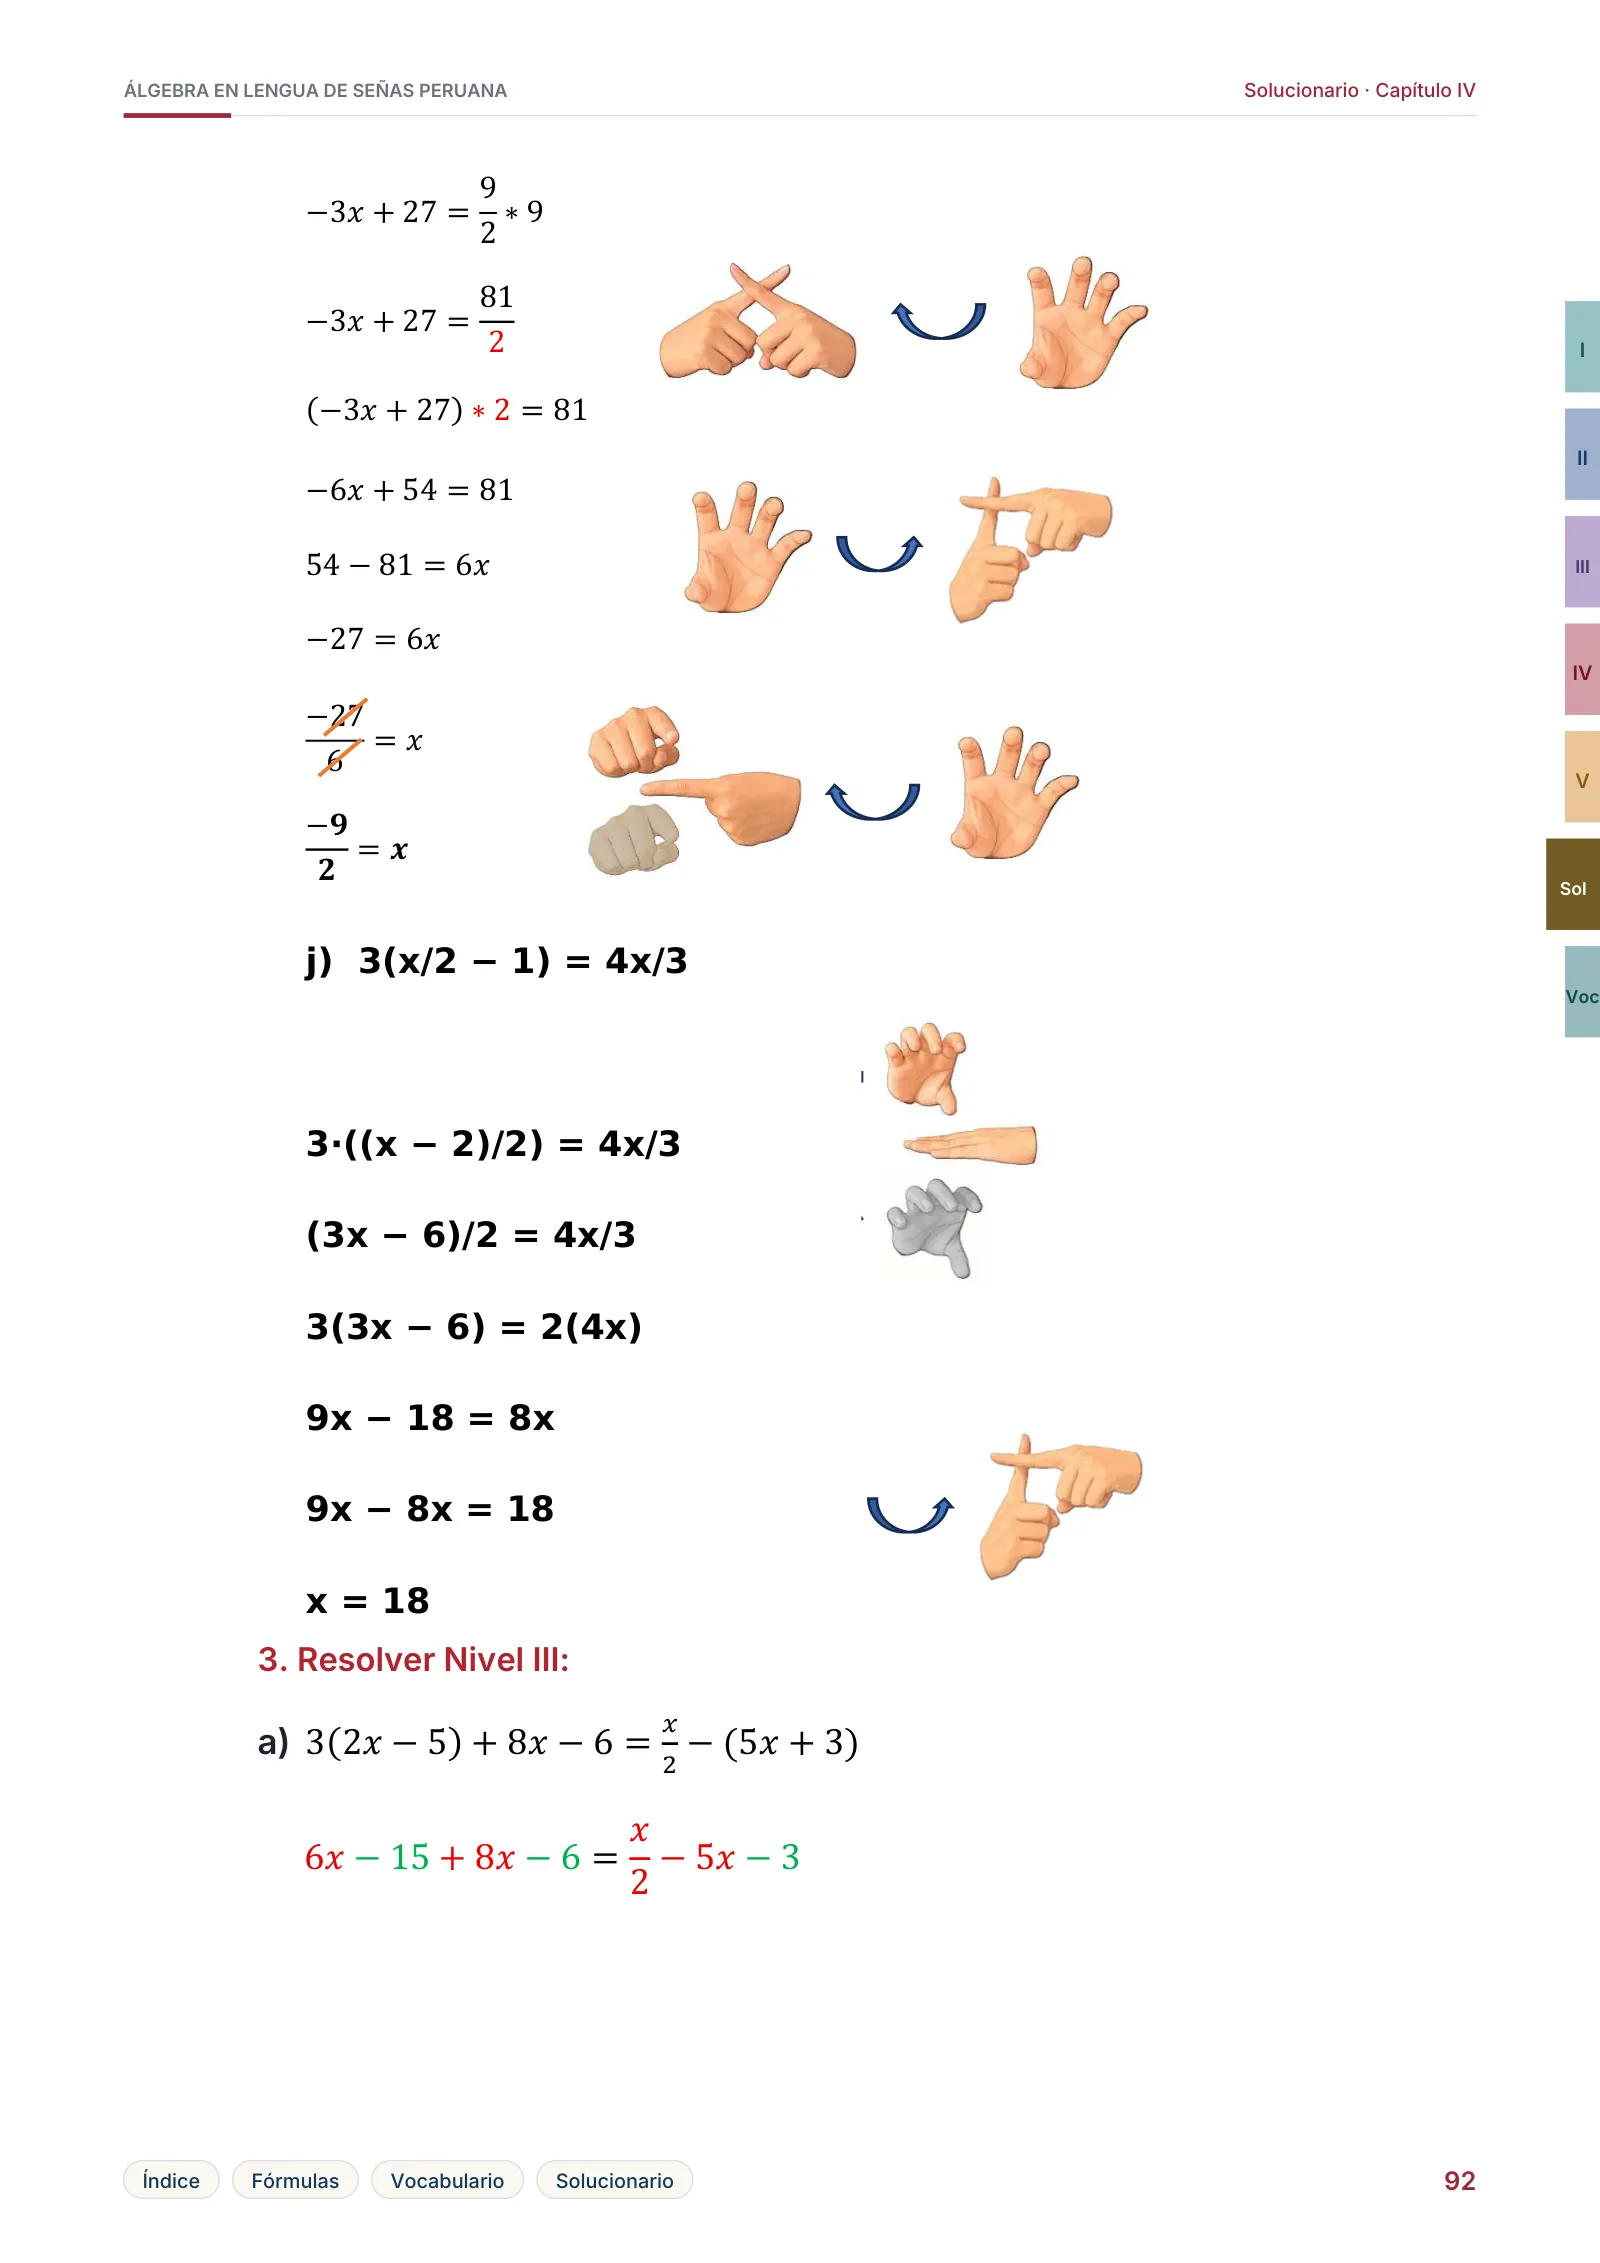 ÁLGEBRA EN LENGUA DE SEÑAS PERUANA
Solucionario · Capítulo IV
−3x + 27 = 9/2 * 9
−3x + 27 = 81/2
(−3x + 27) * 2 = 81
−6x + 54 = 81
54 − 81 = 6x
−27 = 6x
−27/6 = x
−9/2 = x
j) 3(x/2 − 1) = 4x/3
3·((x − 2)/2) = 4x/3
(3x − 6)/2 = 4x/3
3(3x − 6) = 2(4x)
9x − 18 = 8x
9x − 8x = 18
x = 18
3. Resolver Nivel III:
a) 3(2x − 5) + 8x − 6 = x/2 − (5x + 3)
6x − 15 + 8x − 6 = x/2 − 5x − 3
I
II
III
IV
V
Sol
Voc
Índice
Fórmulas
Vocabulario
Solucionario
92